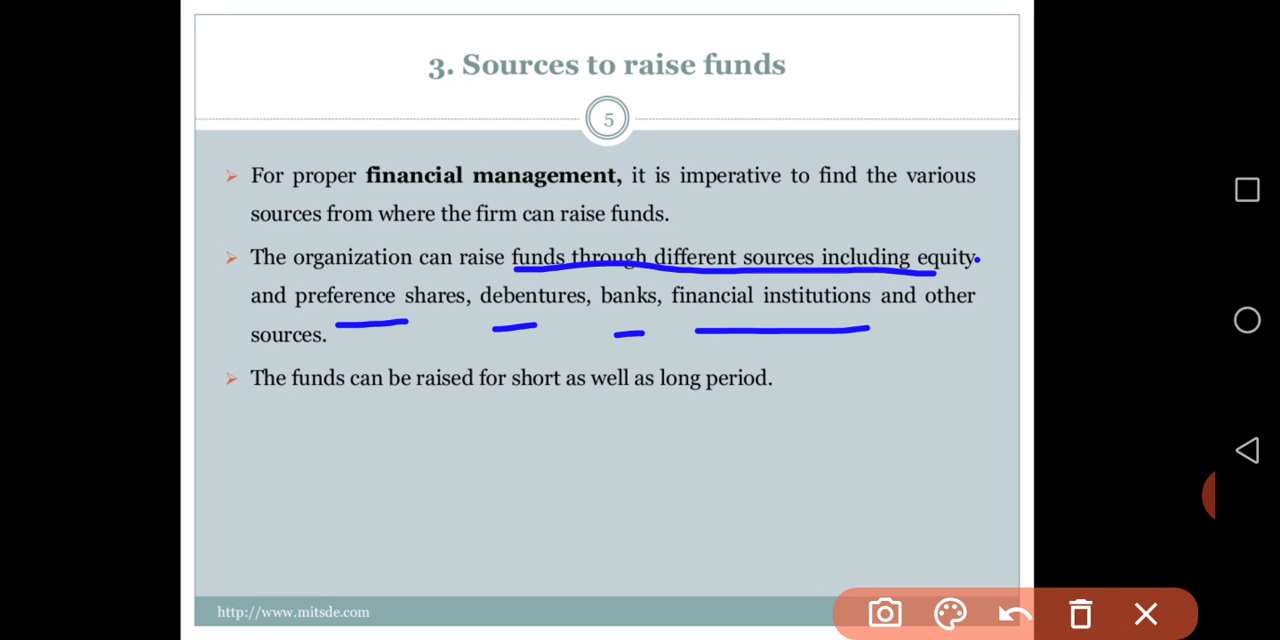 3. Sources to raise funds
5
For proper financial management, it is imperative to find the various
sources from where the firm can raise funds.
The organization can raise funds through different sources including equity
and preference shares, debentures, banks, financial institutions and other
sources.
The funds can be raised for short as well as long period.
http://www.mitsde.com